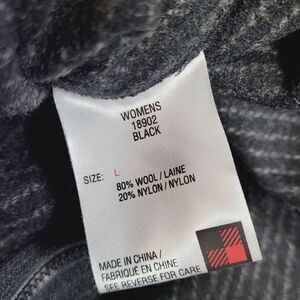 WOMENS
18902
BLACK
SIZE: L
80% WOOL / LAINE
20% NYLON / NYLON
MADE IN CHINA /
FABRIQUÉ EN CHINE
SEE REVERSE FOR CARE